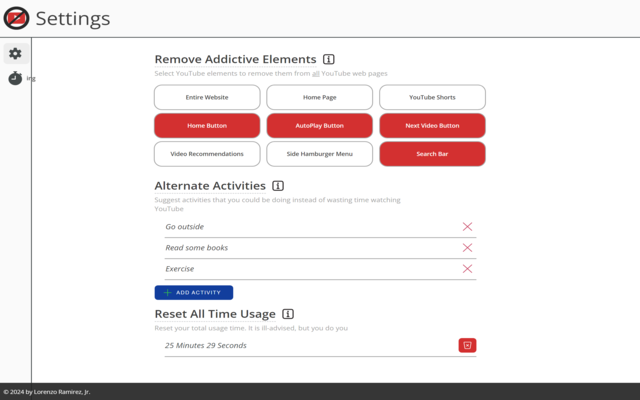 Settings
ing
Remove Addictive Elements
Select YouTube elements to remove them from all YouTube web pages
Entire Website
Home Page
YouTube Shorts
Home Button
AutoPlay Button
Next Video Button
Video Recommendations
Side Hamburger Menu
Search Bar
Alternate Activities
Suggest activities that you could be doing instead of wasting time watching
YouTube
Go outside
Read some books
Exercise
ADD ACTIVITY
Reset All Time Usage
Reset your total usage time. It is ill-advised, but you do you
25 Minutes 29 Seconds
© 2024 by Lorenzo Ramirez, Jr.